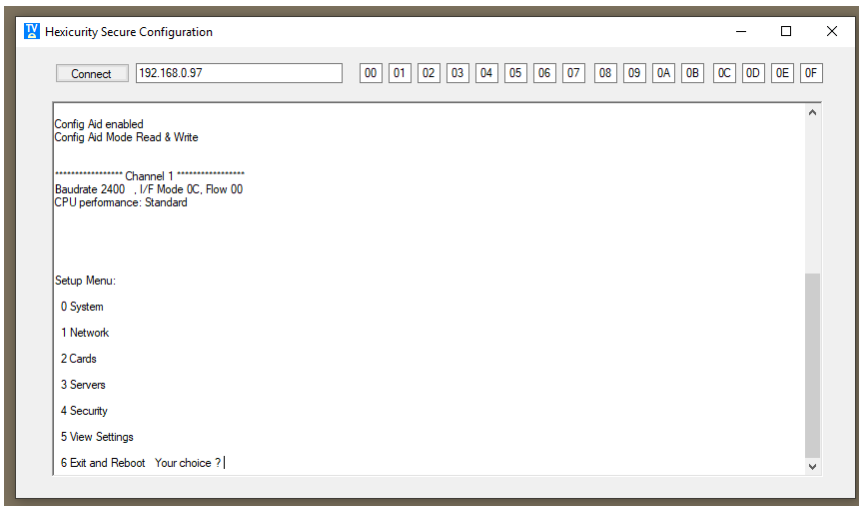 TV
Hexicurity Secure Configuration
Connect 192.168.0.97 00 01 02 03 04 05 06 07 08 09 0A 0B 0C 0D 0E 0F
Config Aid enabled
Config Aid Mode Read & Write
***************** Channel 1 *****************
Baudrate 2400 , I/F Mode 0C, Flow 00
CPU performance: Standard
Setup Menu:
0 System
1 Network
2 Cards
3 Servers
4 Security
5 View Settings
6 Exit and Reboot Your choice ?